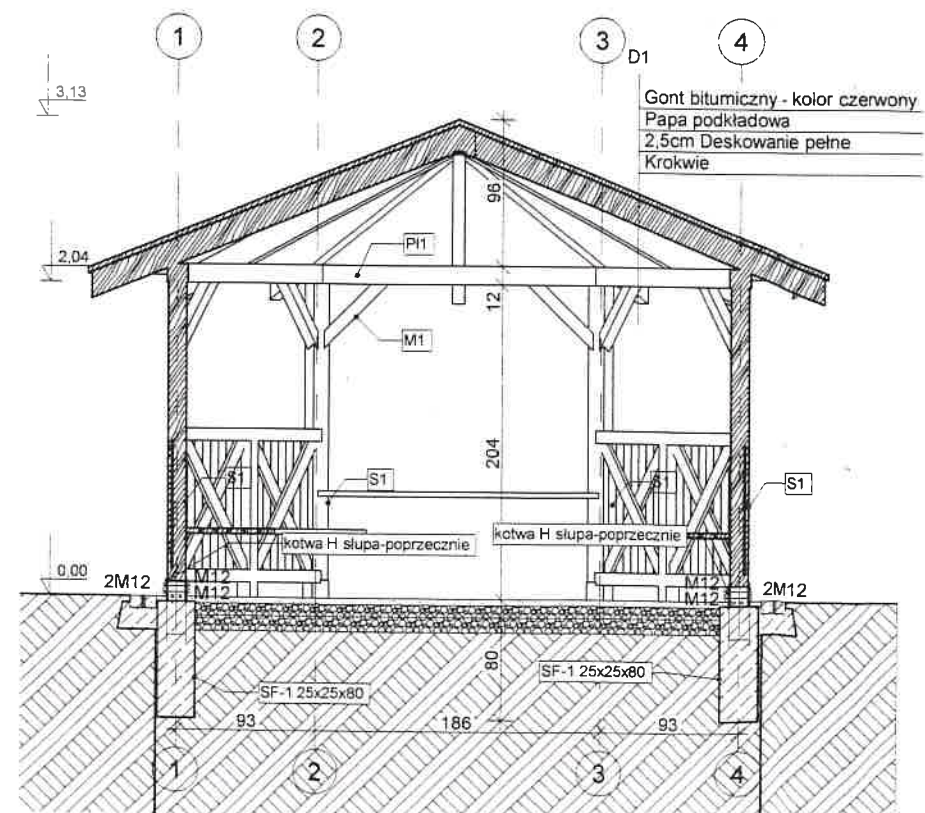 1 2 3 4
D1
3,13
Gont bitumiczny - kolor czerwony
Papa podkładowa
2,5cm Deskowanie pełne
Krokwie
96
2,04
Pł1
12
M1
204
S1 S1 S1 S1
kotwa H słupa-poprzecznie kotwa H słupa-poprzecznie
0,00
2M12 M12 M12 2M12
M12 M12
80
SF-1 25x25x80 SF-1 25x25x80
93 186 93
1 2 3 4